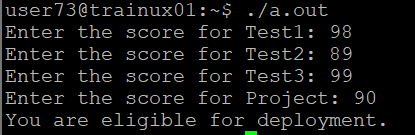 user73@trainux01:~$ ./a.out
Enter the score for Test1: 98
Enter the score for Test2: 89
Enter the score for Test3: 99
Enter the score for Project: 90
You are eligible for deployment.